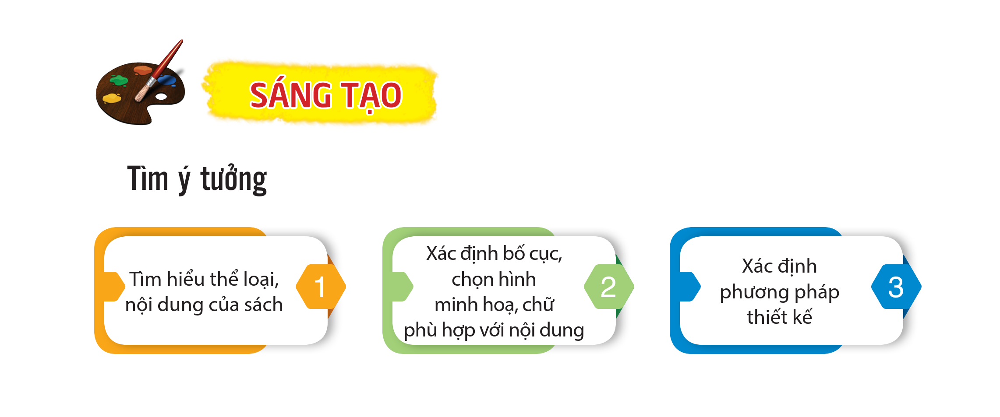 SÁNG TẠO
Tìm ý tưởng
Tìm hiểu thể loại,
nội dung của sách
1
Xác định bố cục,
chọn hình
minh hoạ, chữ
phù hợp với nội dung
2
Xác định
phương pháp
thiết kế
3